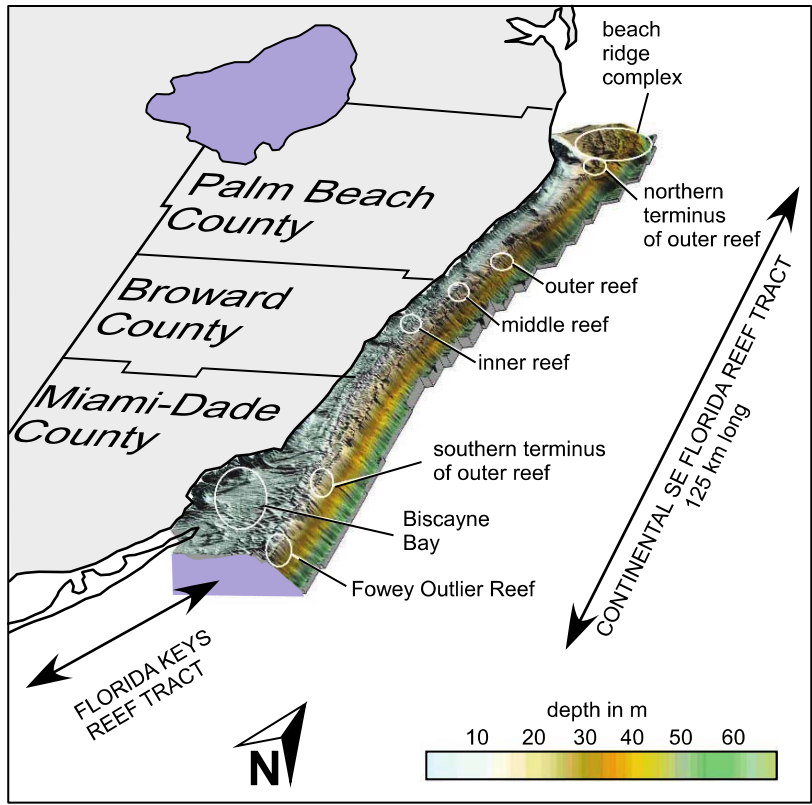 beach
ridge
complex
Palm Beach
County
northern
terminus
of outer reef
Broward
County
outer reef
middle reef
inner reef
Miami-Dade
County
southern terminus
of outer reef
Biscayne
Bay
Fowey Outlier Reef
CONTINENTAL SE FLORIDA REEF TRACT
125 km long
FLORIDA KEYS
REEF TRACT
N
depth in m
10 20 30 40 50 60